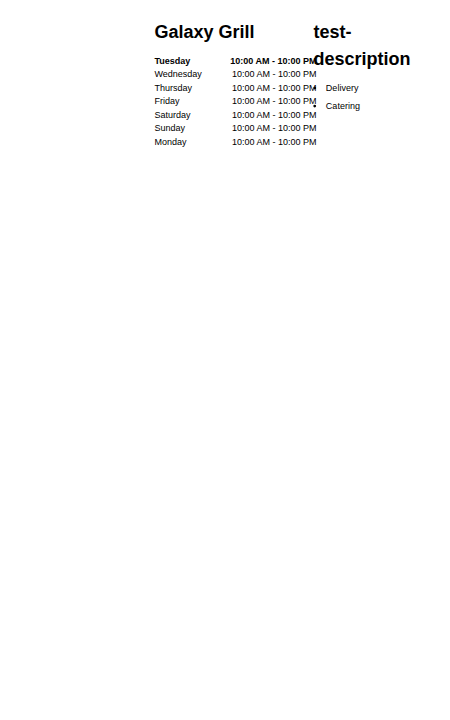 Galaxy Grill
Tuesday 10:00 AM - 10:00 PM
Wednesday 10:00 AM - 10:00 PM
Thursday 10:00 AM - 10:00 PM
Friday 10:00 AM - 10:00 PM
Saturday 10:00 AM - 10:00 PM
Sunday 10:00 AM - 10:00 PM
Monday 10:00 AM - 10:00 PM
test-
description
• Delivery
• Catering